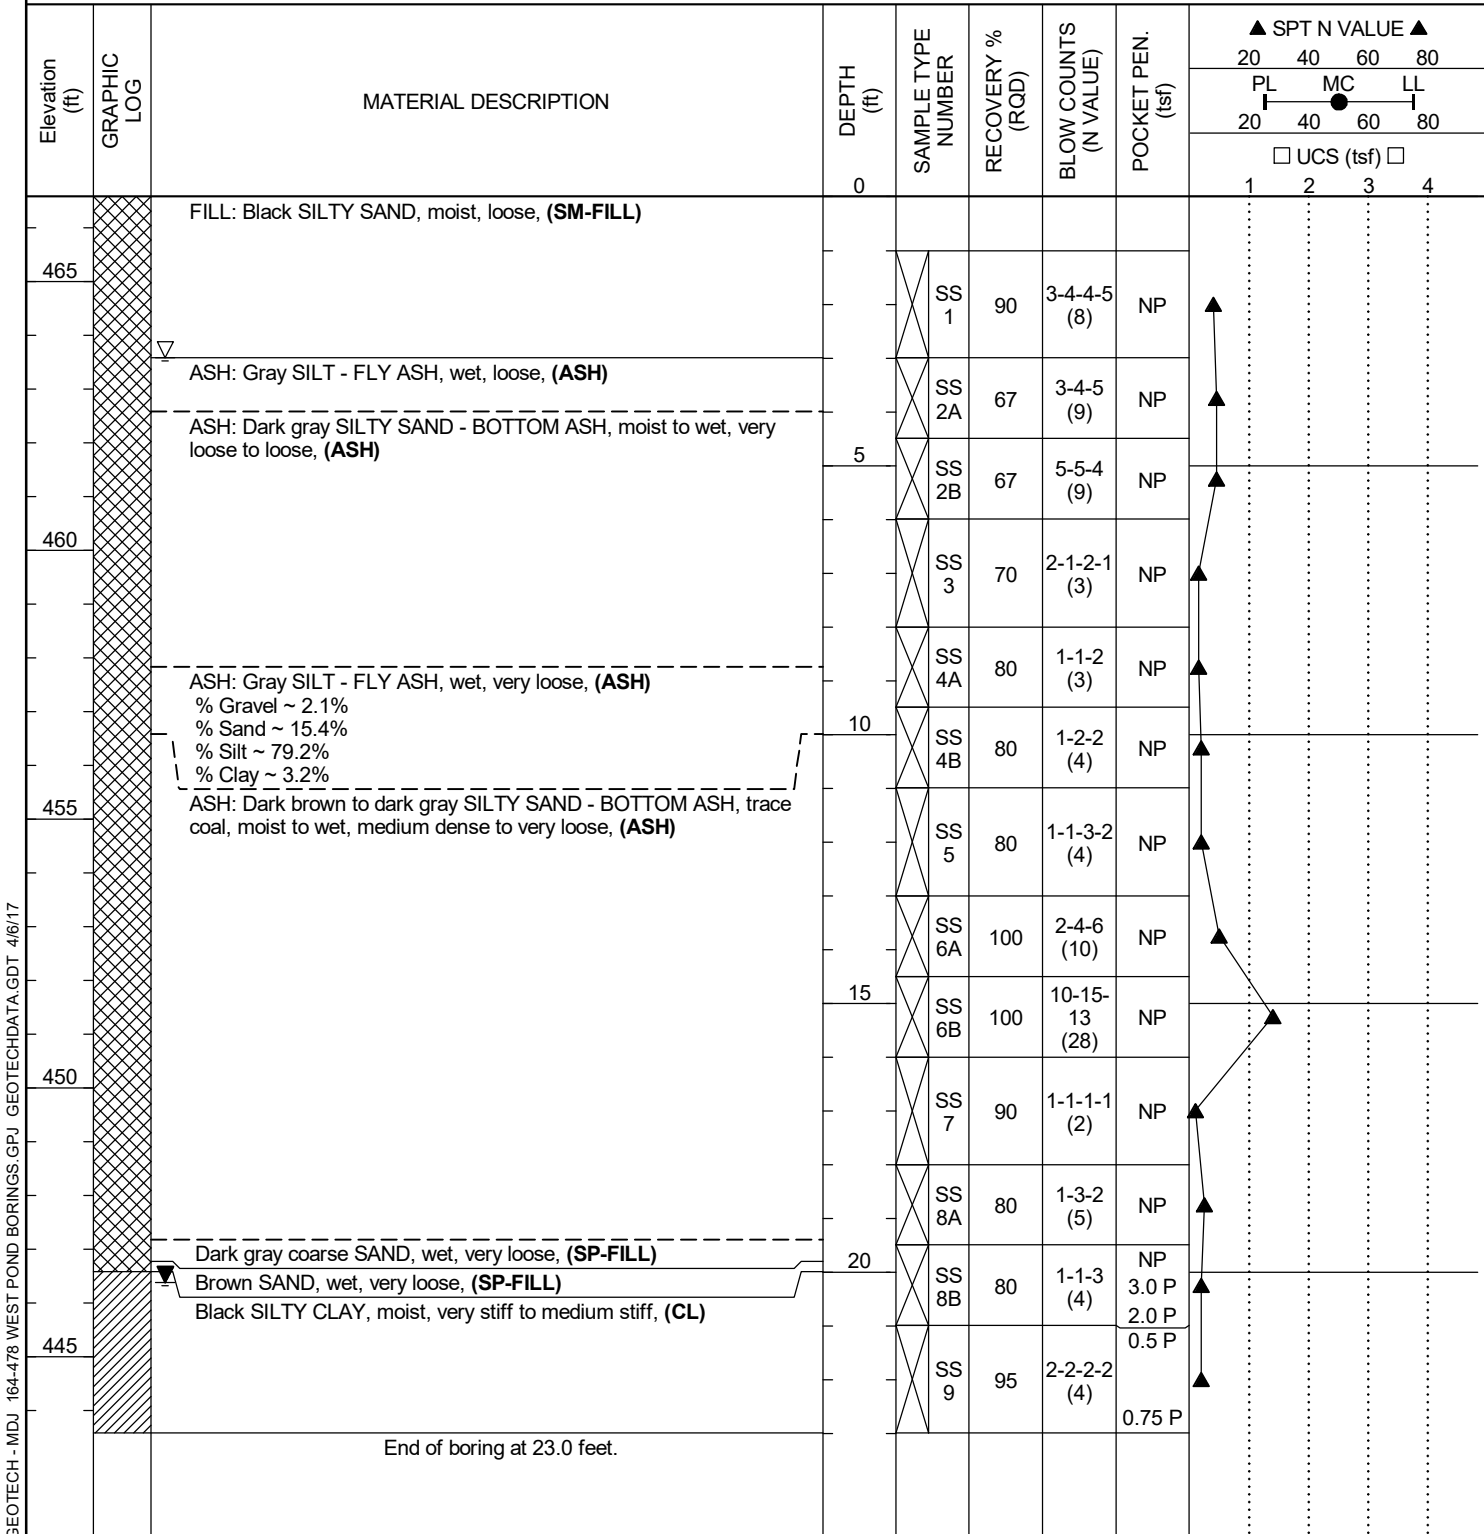 Elevation
(ft)
GRAPHIC
LOG
MATERIAL DESCRIPTION
DEPTH
(ft)
SAMPLE TYPE
NUMBER
RECOVERY %
(RQD)
BLOW COUNTS
(N VALUE)
POCKET PEN.
(tsf)
▲ SPT N VALUE ▲
20 40 60 80
PL MC LL
20 40 60 80
□ UCS (tsf) □
1 2 3 4
0
FILL: Black SILTY SAND, moist, loose, (SM-FILL)
465
SS
1
90
3-4-4-5
(8)
NP
ASH: Gray SILT - FLY ASH, wet, loose, (ASH)
SS
2A
67
3-4-5
(9)
NP
ASH: Dark gray SILTY SAND - BOTTOM ASH, moist to wet, very
loose to loose, (ASH)
5
SS
2B
67
5-5-4
(9)
NP
460
SS
3
70
2-1-2-1
(3)
NP
SS
4A
80
1-1-2
(3)
NP
ASH: Gray SILT - FLY ASH, wet, very loose, (ASH)
% Gravel ~ 2.1%
% Sand ~ 15.4%
% Silt ~ 79.2%
% Clay ~ 3.2%
10
SS
4B
80
1-2-2
(4)
NP
ASH: Dark brown to dark gray SILTY SAND - BOTTOM ASH, trace
coal, moist to wet, medium dense to very loose, (ASH)
455
SS
5
80
1-1-3-2
(4)
NP
SS
6A
100
2-4-6
(10)
NP
15
SS
6B
100
10-15-
13
(28)
NP
450
SS
7
90
1-1-1-1
(2)
NP
SS
8A
80
1-3-2
(5)
NP
Dark gray coarse SAND, wet, very loose, (SP-FILL)
20
Brown SAND, wet, very loose, (SP-FILL)
Black SILTY CLAY, moist, very stiff to medium stiff, (CL)
SS
8B
80
1-1-3
(4)
NP
3.0 P
2.0 P
445
SS
9
95
2-2-2-2
(4)
0.5 P
0.75 P
End of boring at 23.0 feet.
GEOTECH - MDJ 164-478 WEST POND BORINGS.GPJ GEOTECHDATA.GDT 4/6/17